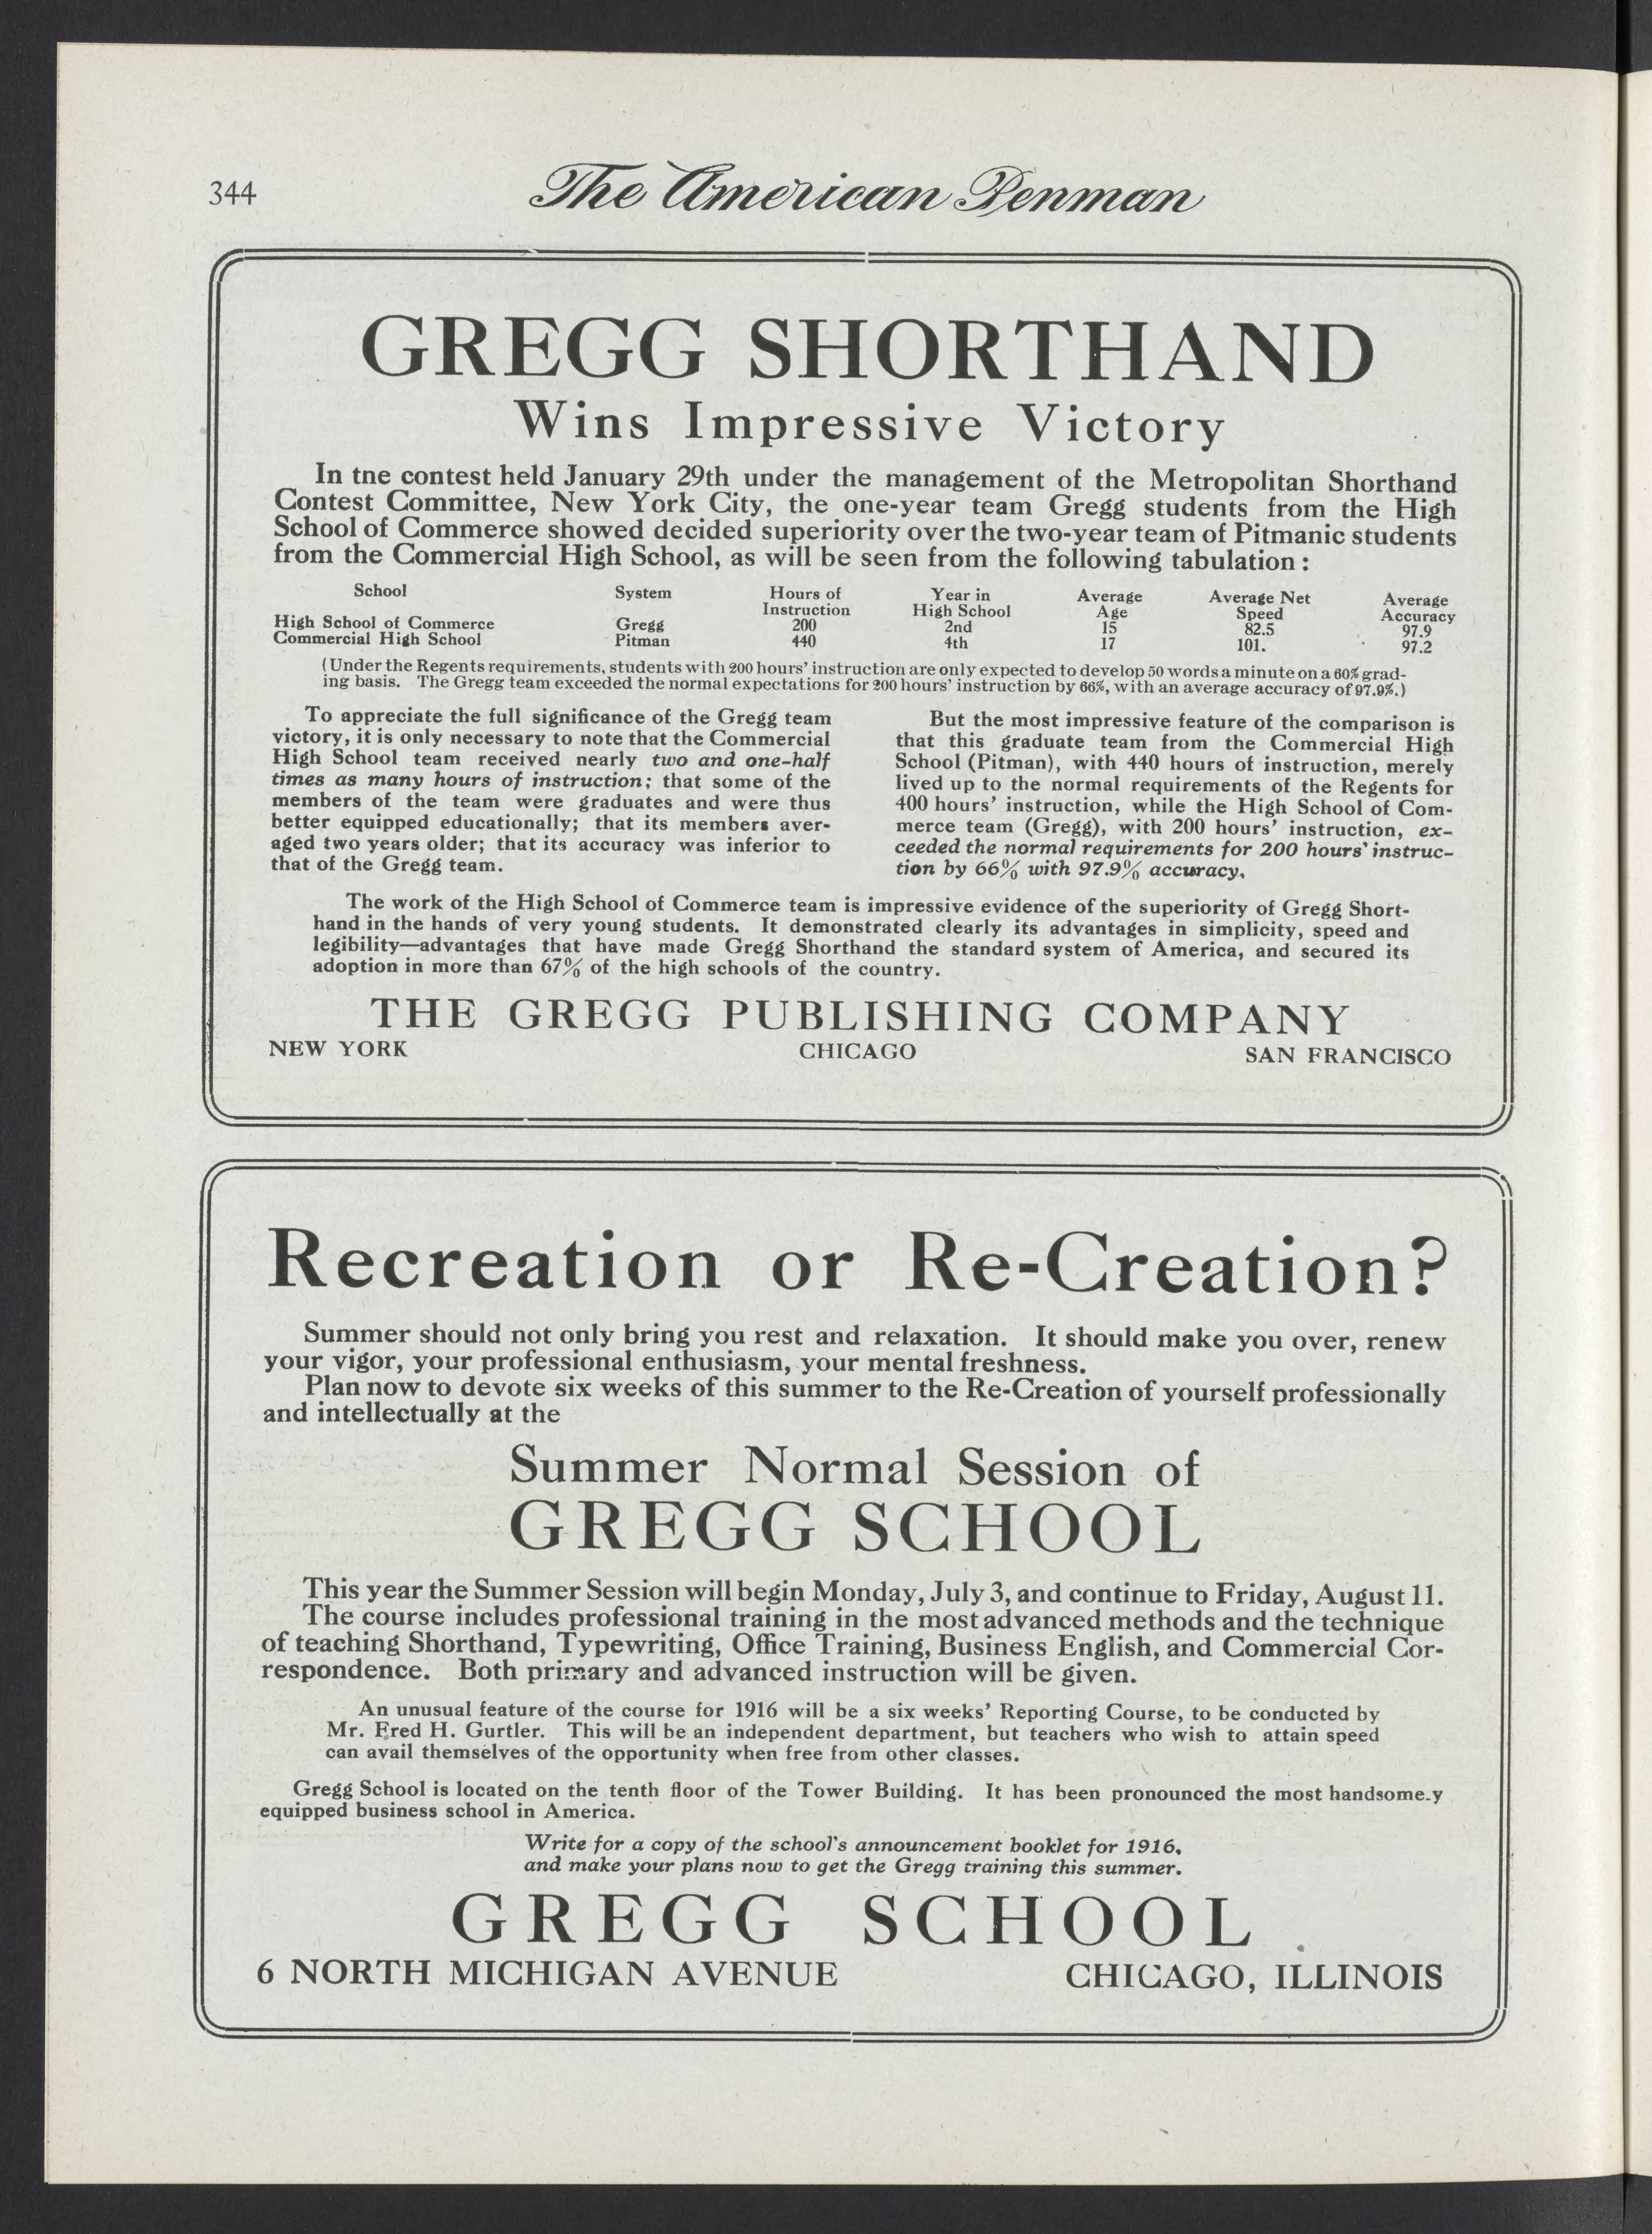 344
The American Penman
GREGG SHORTHAND
Wins Impressive Victory
In tne contest held January 29th under the management of the Metropolitan Shorthand
Contest Committee, New York City, the one-year team Gregg students from the High
School of Commerce showed decided superiority over the two-year team of Pitmanic students
from the Commercial High School, as will be seen from the following tabulation:
School System Hours of Instruction Year in High School Average Age Average Net Speed Average Accuracy
High School of Commerce Gregg 200 2nd 15 82.5 97.9
Commercial High School Pitman 440 4th 17 101. 97.2
(Under the Regents requirements, students with 200 hours' instruction are only expected to develop 50 words a minute on a 60% grad-
ing basis. The Gregg team exceeded the normal expectations for 200 hours' instruction by 66%, with an average accuracy of 97.9%.)
To appreciate the full significance of the Gregg team
victory, it is only necessary to note that the Commercial
High School team received nearly two and one-half
times as many hours of instruction; that some of the
members of the team were graduates and were thus
better equipped educationally; that its members aver-
aged two years older; that its accuracy was inferior to
that of the Gregg team.
But the most impressive feature of the comparison is
that this graduate team from the Commercial High
School (Pitman), with 440 hours of instruction, merely
lived up to the normal requirements of the Regents for
400 hours' instruction, while the High School of Com-
merce team (Gregg), with 200 hours' instruction, ex-
ceeded the normal requirements for 200 hours' instruc-
tion by 66% with 97.9% accuracy,
The work of the High School of Commerce team is impressive evidence of the superiority of Gregg Short-
hand in the hands of very young students. It demonstrated clearly its advantages in simplicity, speed and
legibility—advantages that have made Gregg Shorthand the standard system of America, and secured its
adoption in more than 67% of the high schools of the country.
THE GREGG PUBLISHING COMPANY
NEW YORK CHICAGO SAN FRANCISCO
Recreation or Re-Creation?
Summer should not only bring you rest and relaxation. It should make you over, renew
your vigor, your professional enthusiasm, your mental freshness.
Plan now to devote six weeks of this summer to the Re-Creation of yourself professionally
and intellectually at the
Summer Normal Session of
GREGG SCHOOL
This year the Summer Session will begin Monday, July 3, and continue to Friday, August 11.
The course includes professional training in the most advanced methods and the technique
of teaching Shorthand, Typewriting, Office Training, Business English, and Commercial Cor-
respondence. Both primary and advanced instruction will be given.
An unusual feature of the course for 1916 will be a six weeks' Reporting Course, to be conducted by
Mr. Fred H. Gurtler. This will be an independent department, but teachers who wish to attain speed
can avail themselves of the opportunity when free from other classes.
Gregg School is located on the tenth floor of the Tower Building. It has been pronounced the most handsome.y
equipped business school in America.
Write for a copy of the school's announcement booklet for 1916,
and make your plans now to get the Gregg training this summer.
GREGG SCHOOL
6 NORTH MICHIGAN AVENUE CHICAGO, ILLINOIS